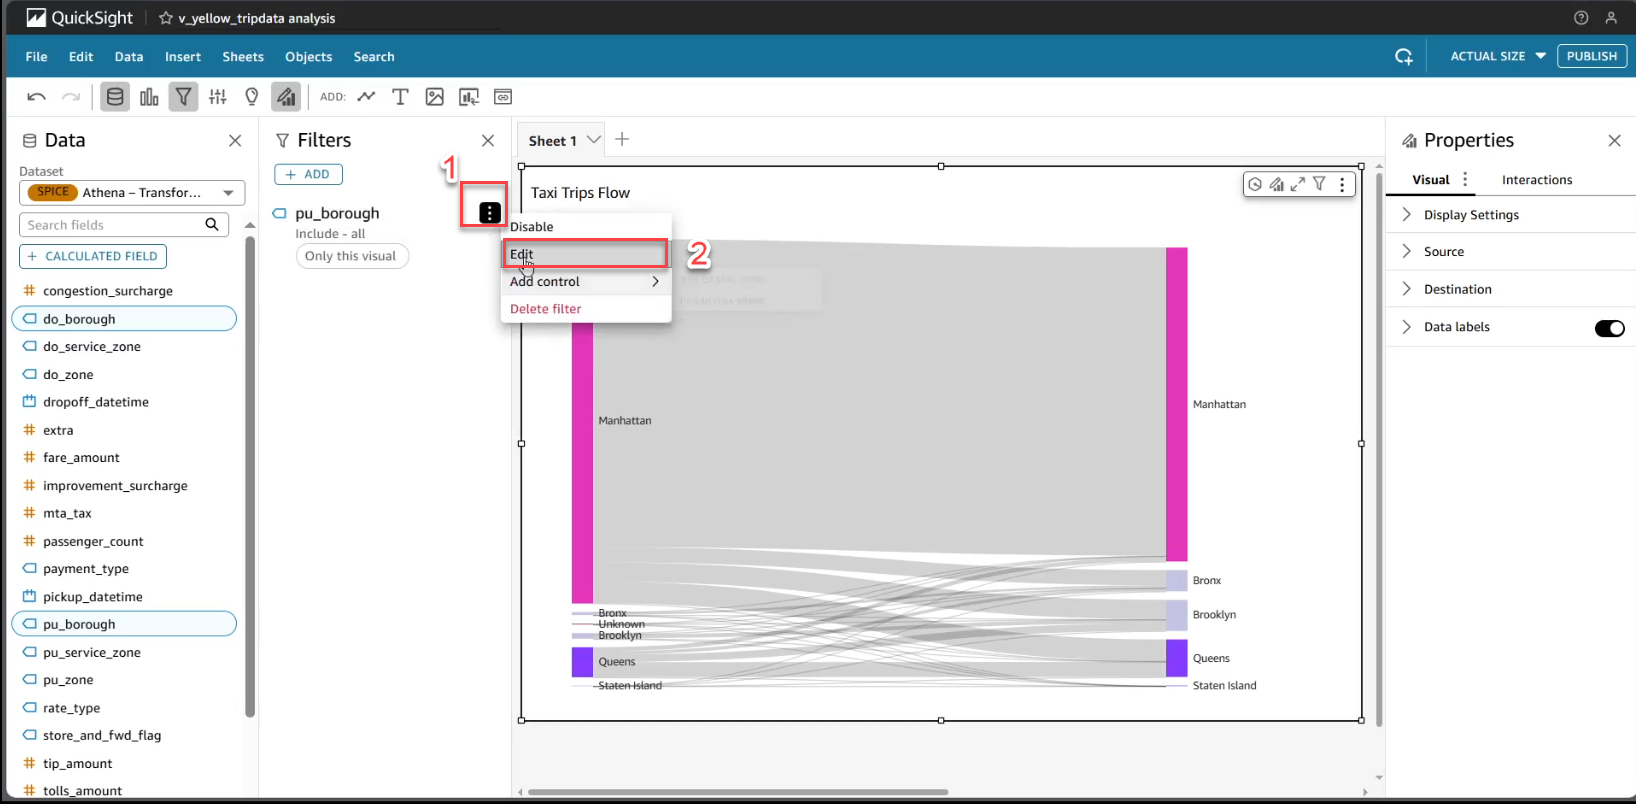 QuickSight
v_yellow_tripdata analysis
File Edit Data Insert Sheets Objects Search
ACTUAL SIZE
PUBLISH
ADD:
Data
Dataset
SPICE Athena – Transfor...
Search fields
+ CALCULATED FIELD
congestion_surcharge
do_borough
do_service_zone
do_zone
dropoff_datetime
extra
fare_amount
improvement_surcharge
mta_tax
passenger_count
payment_type
pickup_datetime
pu_borough
pu_service_zone
pu_zone
rate_type
store_and_fwd_flag
tip_amount
tolls_amount
Filters
+ ADD
1
pu_borough
Include - all
Only this visual
Disable
Edit
2
Add control
Delete filter
Sheet 1
Taxi Trips Flow
Manhattan
Bronx
Unknown
Brooklyn
Queens
Staten Island
Manhattan
Bronx
Brooklyn
Queens
Staten Island
Properties
Visual Interactions
Display Settings
Source
Destination
Data labels